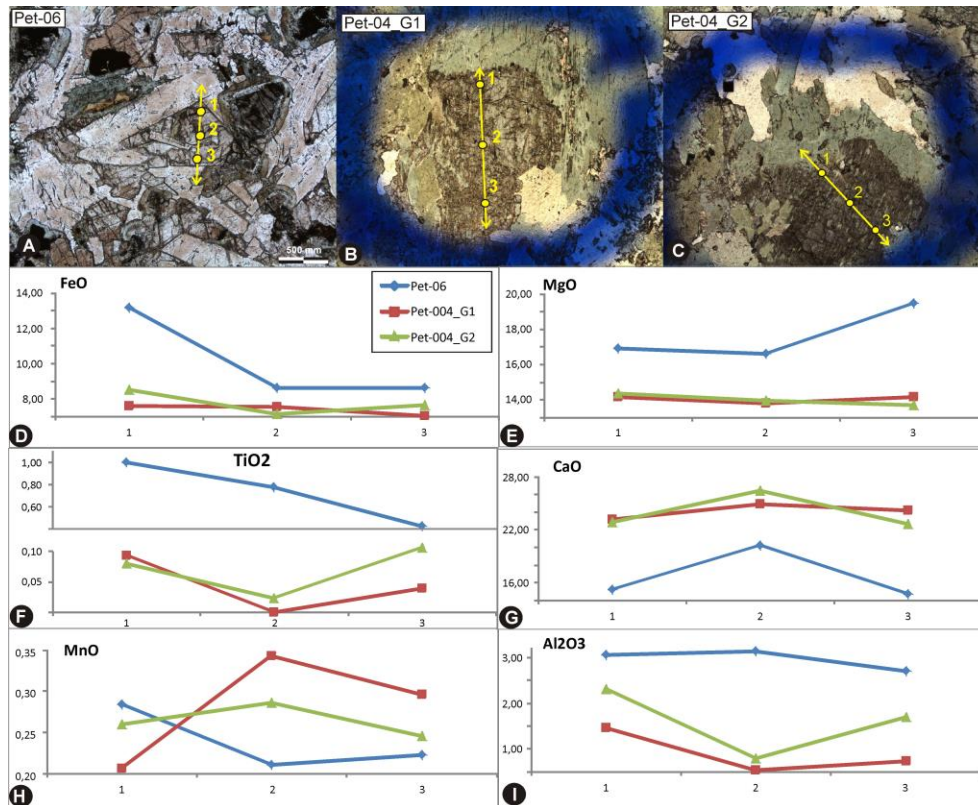 Pet-06
1
2
3
A
500 mm
Pet-04_G1
1
2
3
B
Pet-04_G2
1
2
3
C
FeO
14,00
12,00
10,00
8,00
1 2 3
D
Pet-06
Pet-004_G1
Pet-004_G2
MgO
20,00
18,00
16,00
14,00
1 2 3
E
TiO2
1,00
0,80
0,60
0,10
0,05
1 2 3
F
CaO
28,00
22,00
16,00
1 2 3
G
MnO
0,35
0,30
0,25
0,20
1 2 3
H
Al2O3
3,00
2,00
1,00
1 2 3
I